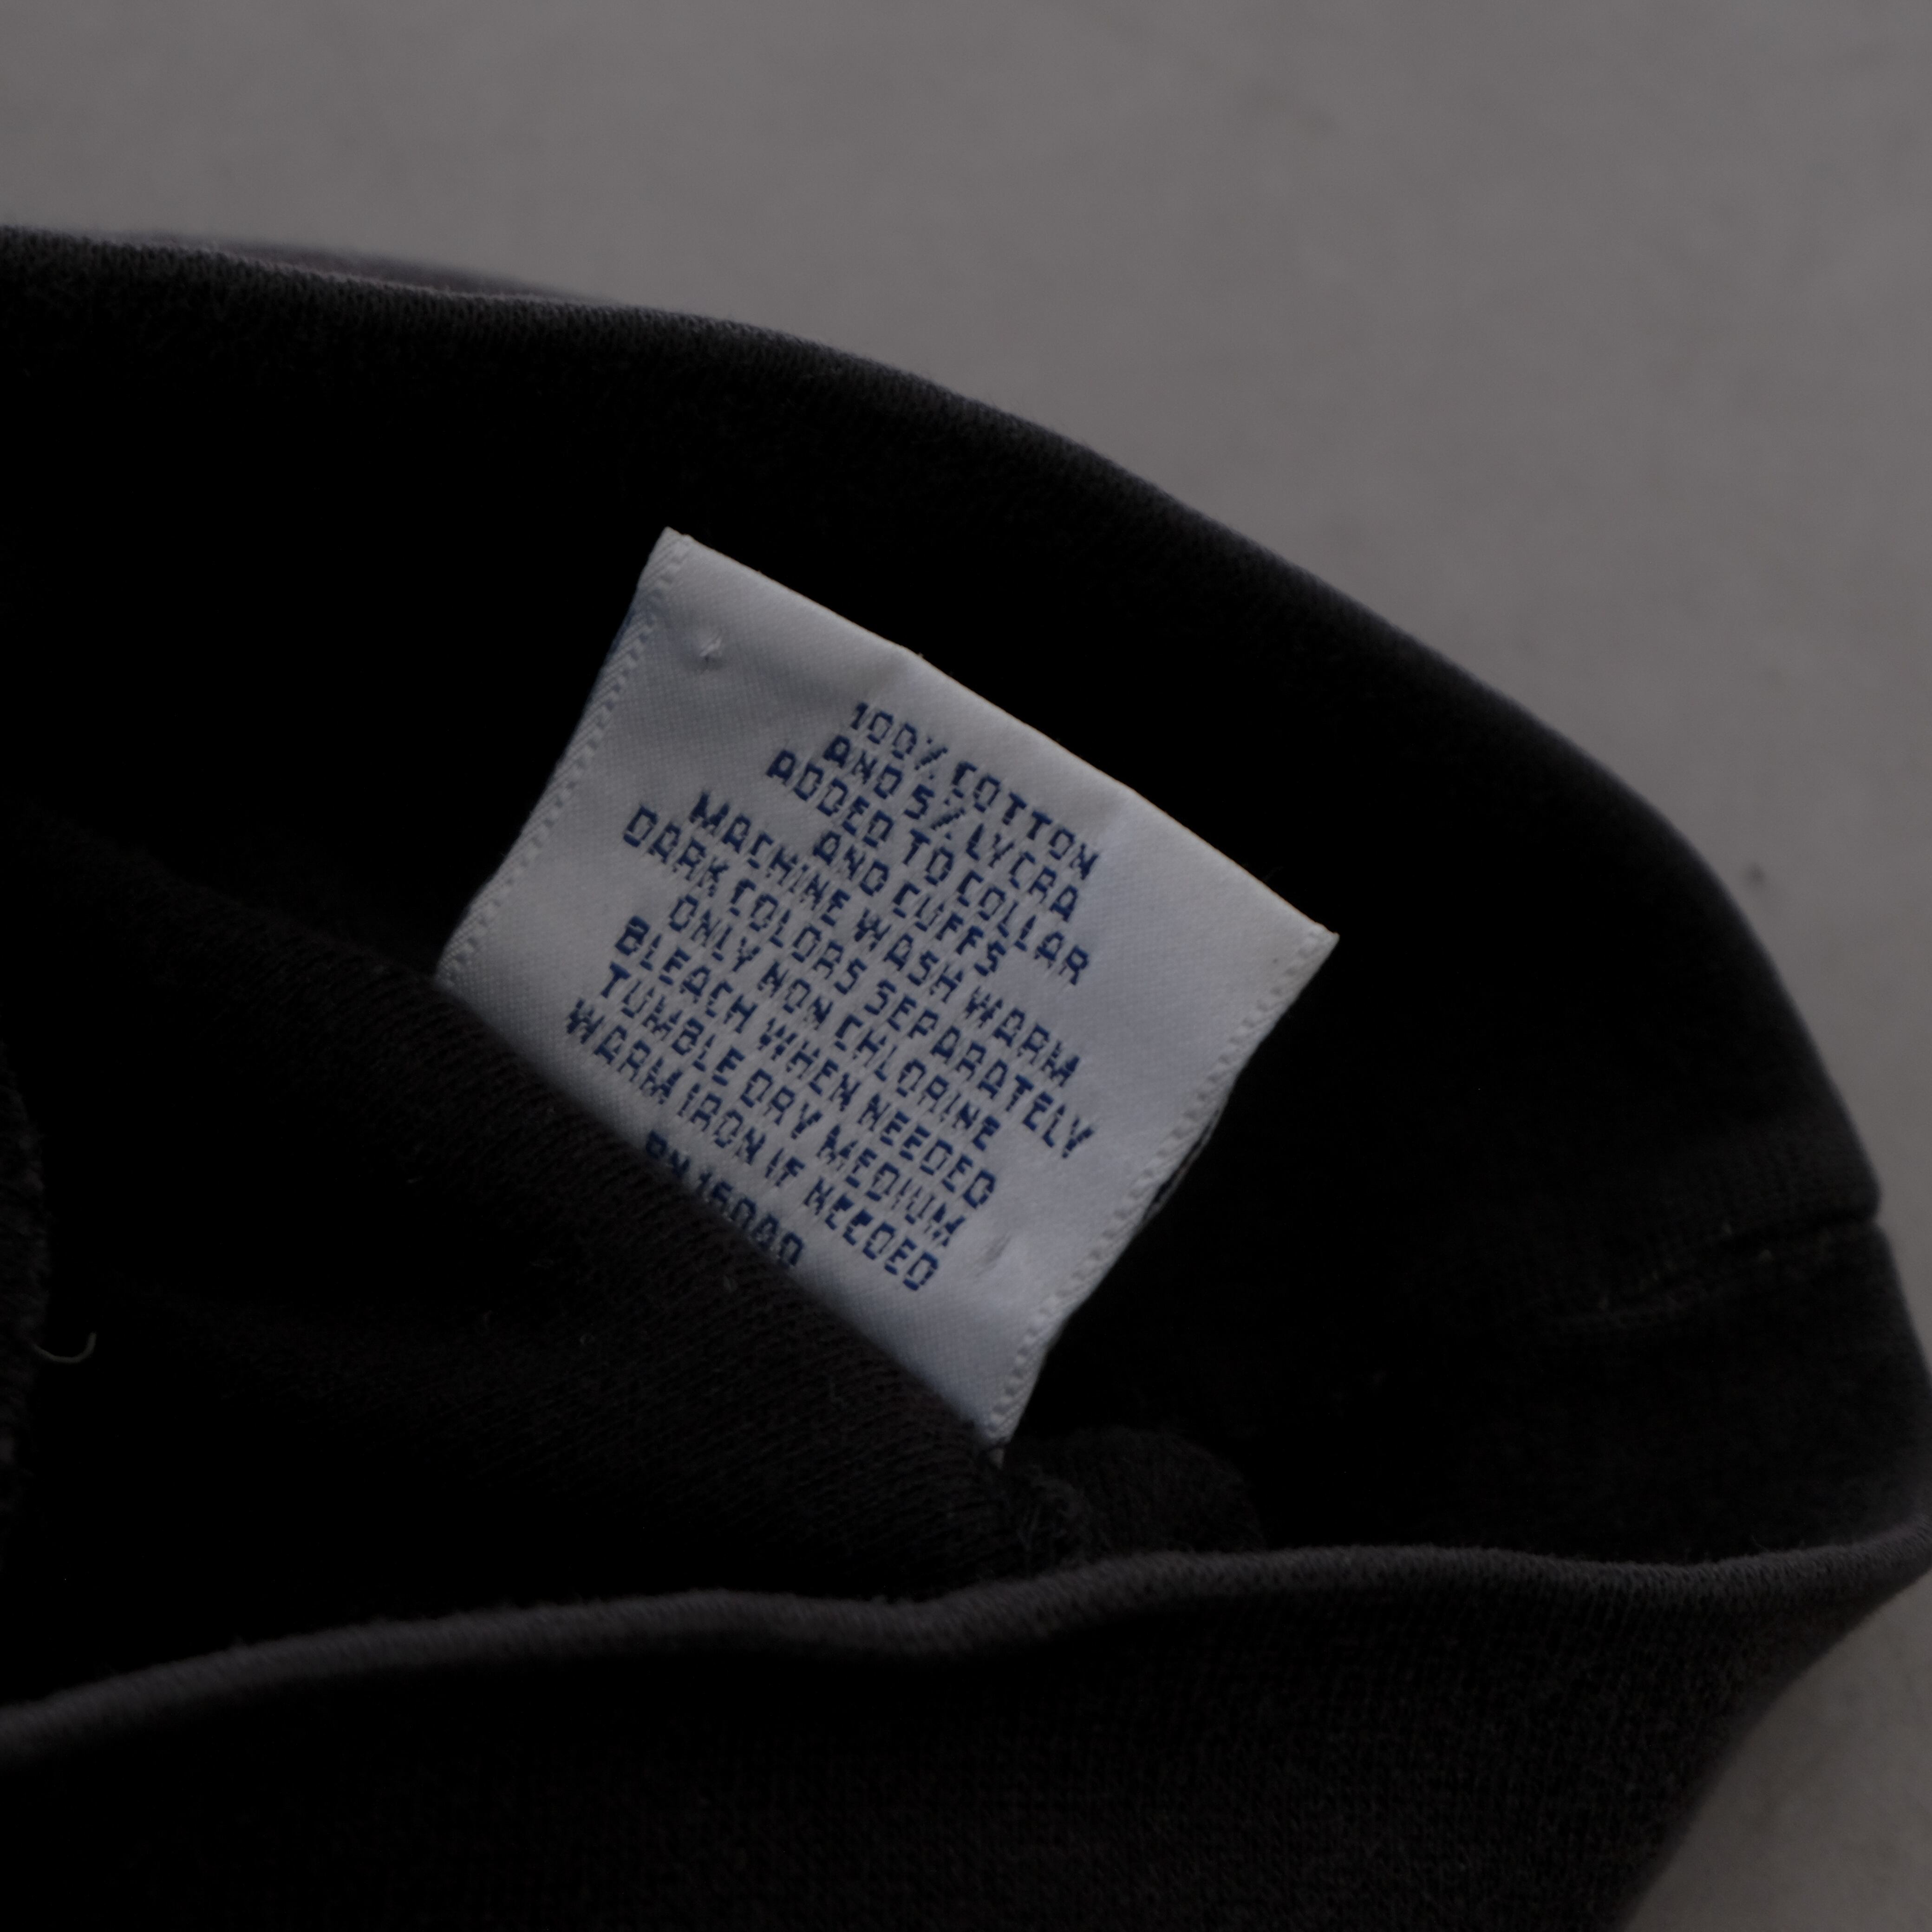 100% COTTON
AND 5% LYCRA
ADDED TO COLLAR
AND CUFFS
MACHINE WASH WARM
DARK COLORS SEPARATELY
ONLY NON CHLORINE
BLEACH WHEN NEEDED
TUMBLE DRY MEDIUM
WARM IRON IF NEEDED